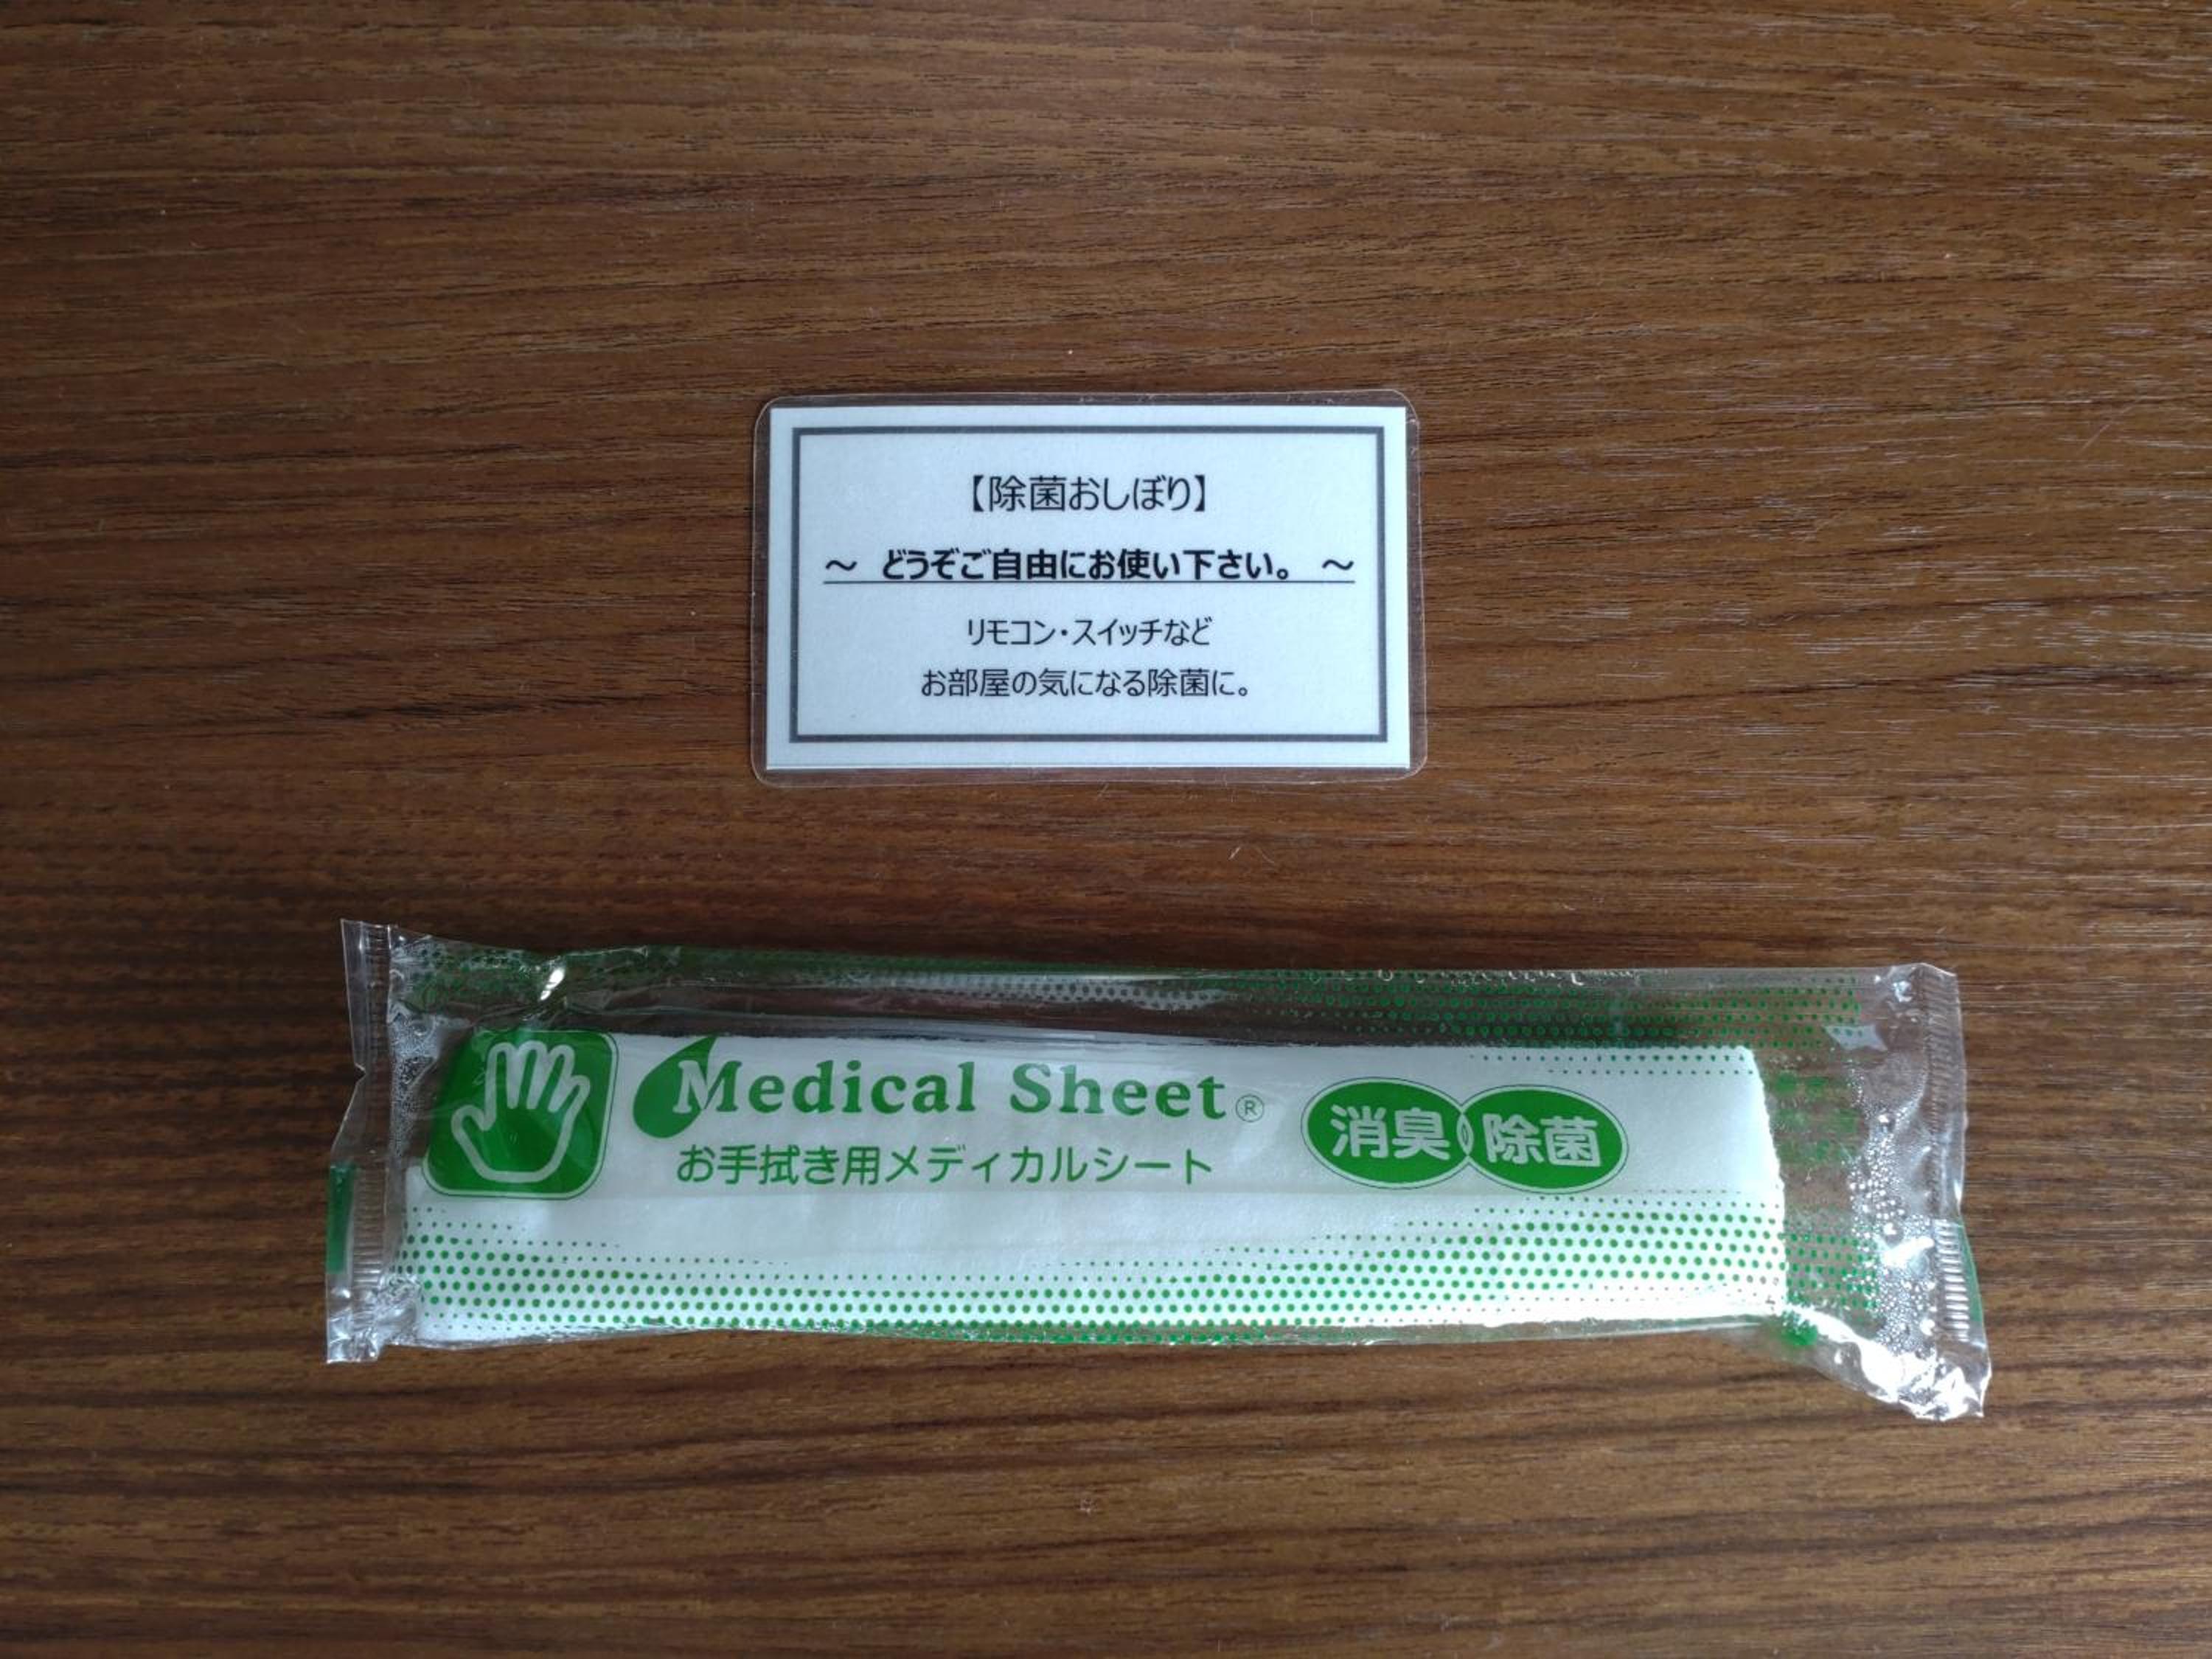 【除菌おしぼり】
～ どうぞご自由にお使い下さい。 ～
リモコン・スイッチなど
お部屋の気になる除菌に。
Medical Sheet®
お手拭き用メディカルシート
消臭 除菌